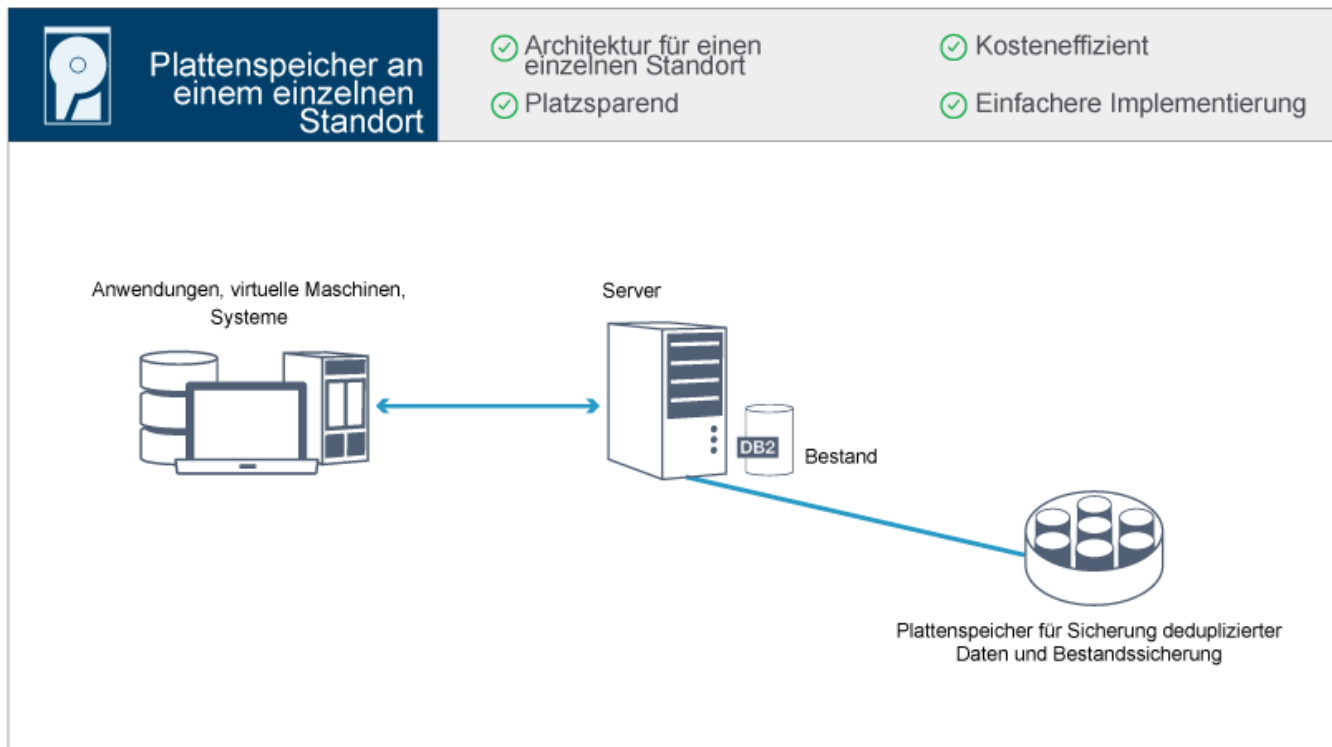 Plattenspeicher an
einem einzelnen
Standort
Architektur für einen
einzelnen Standort
Platzsparend
Kosteneffizient
Einfachere Implementierung
Anwendungen, virtuelle Maschinen,
Systeme
Server
DB2
Bestand
Plattenspeicher für Sicherung deduplizierter
Daten und Bestandssicherung